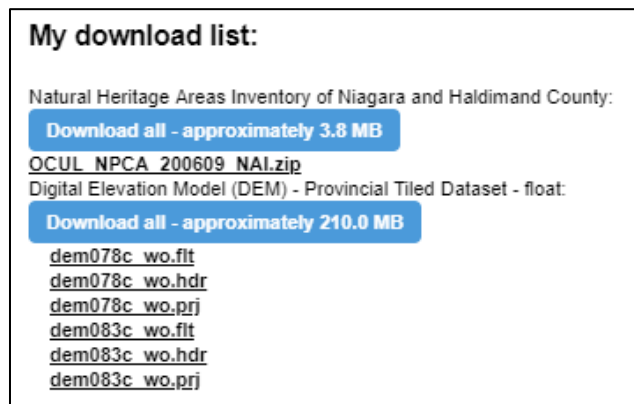 My download list:
Natural Heritage Areas Inventory of Niagara and Haldimand County:
Download all - approximately 3.8 MB
OCUL_NPCA_200609_NAI.zip
Digital Elevation Model (DEM) - Provincial Tiled Dataset - float:
Download all - approximately 210.0 MB
dem078c_wo.flt
dem078c_wo.hdr
dem078c_wo.prj
dem083c_wo.flt
dem083c_wo.hdr
dem083c_wo.prj